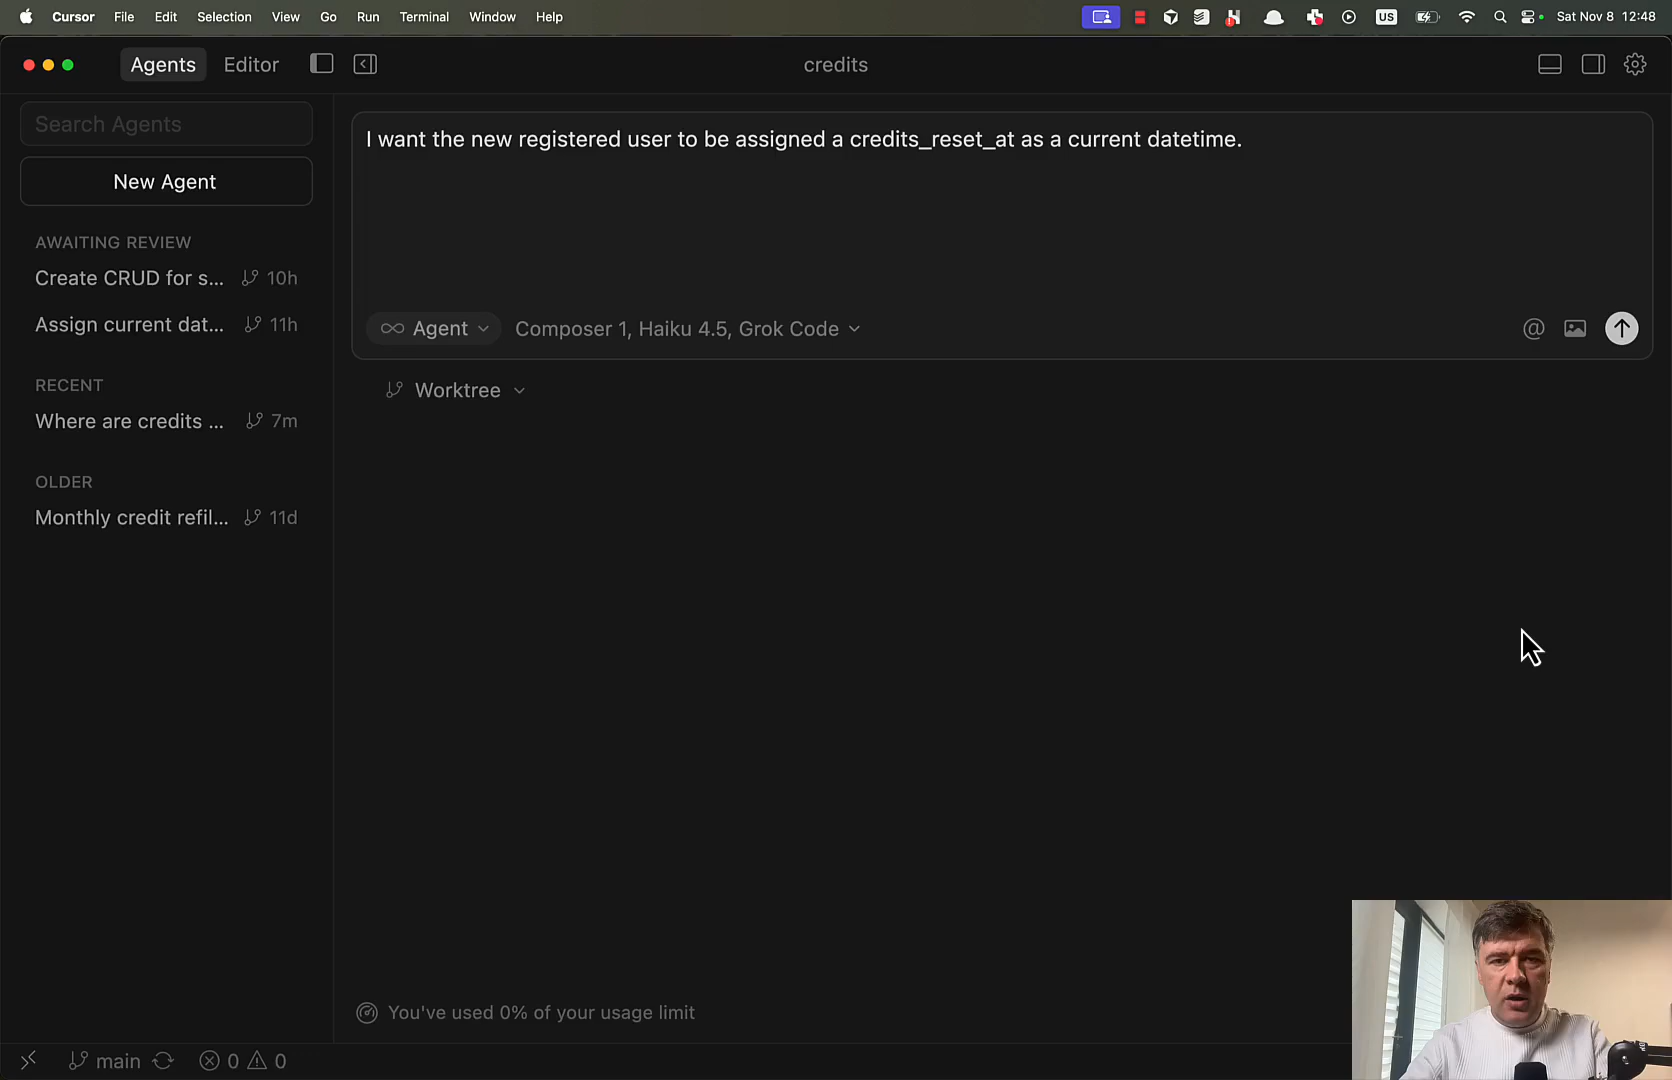 Cursor File Edit Selection View Go Run Terminal Window Help US Sat Nov 8 12:48
Agents Editor credits
Search Agents
New Agent
AWAITING REVIEW
Create CRUD for s... 10h
Assign current dat... 11h
RECENT
Where are credits ... 7m
OLDER
Monthly credit refil... 11d
I want the new registered user to be assigned a credits_reset_at as a current datetime.
Agent Composer 1, Haiku 4.5, Grok Code @
Worktree
You've used 0% of your usage limit
main 0 0